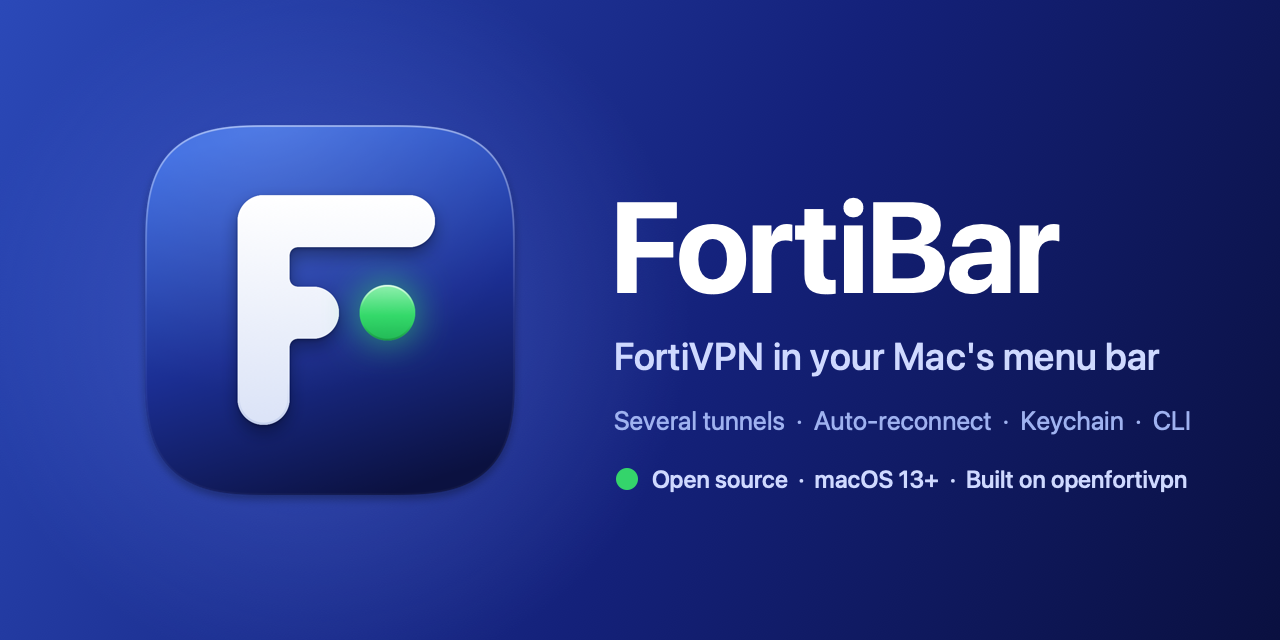 F
FortiBar
FortiVPN in your Mac's menu bar
Several tunnels · Auto-reconnect · Keychain · CLI
Open source · macOS 13+ · Built on openfortivpn